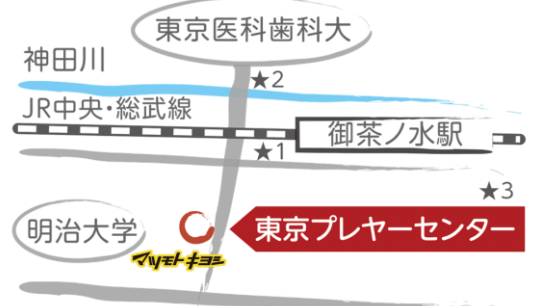 東京医科歯科大
神田川
★2
JR中央・総武線
御茶ノ水駅
★1
★3
明治大学
東京プレヤーセンター
マツモトキヨシ